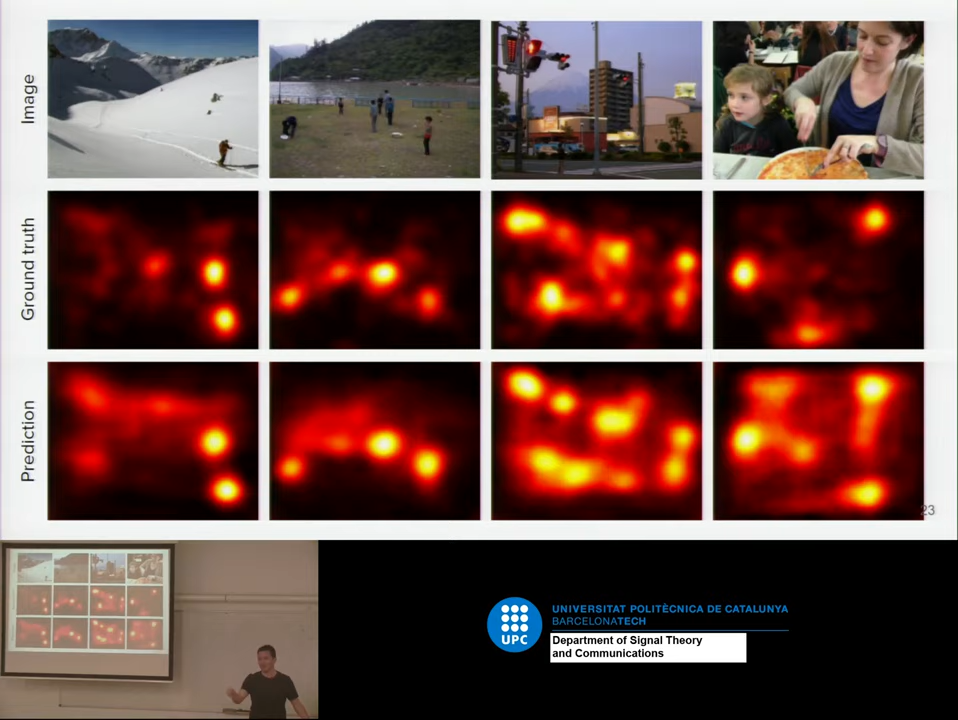 Image
Ground truth
Prediction
23
UPC
UNIVERSITAT POLITÈCNICA DE CATALUNYA
BARCELONATECH
Department of Signal Theory
and Communications